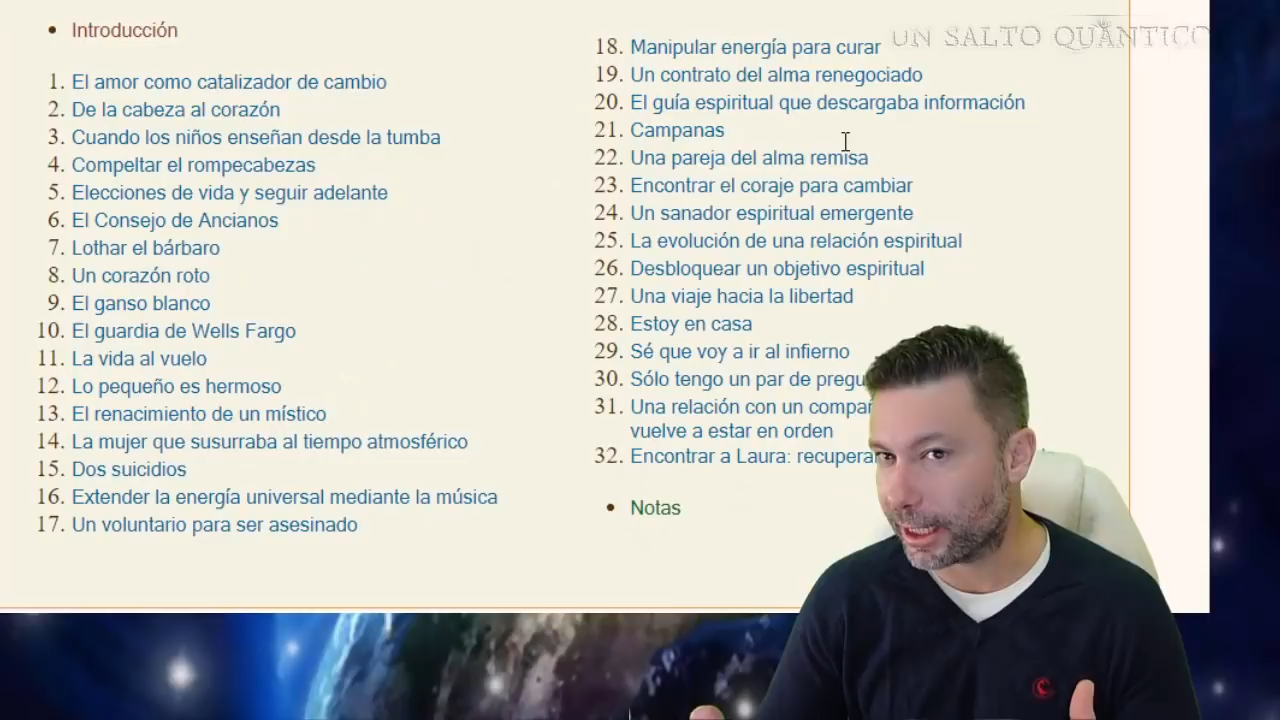 Introducción
1. El amor como catalizador de cambio
2. De la cabeza al corazón
3. Cuando los niños enseñan desde la tumba
4. Compeltar el rompecabezas
5. Elecciones de vida y seguir adelante
6. El Consejo de Ancianos
7. Lothar el bárbaro
8. Un corazón roto
9. El ganso blanco
10. El guardia de Wells Fargo
11. La vida al vuelo
12. Lo pequeño es hermoso
13. El renacimiento de un místico
14. La mujer que susurraba al tiempo atmosférico
15. Dos suicidios
16. Extender la energía universal mediante la música
17. Un voluntario para ser asesinado
UN SALTO QUÁNTICO
18. Manipular energía para curar
19. Un contrato del alma renegociado
20. El guía espiritual que descargaba información
21. Campanas
22. Una pareja del alma remisa
23. Encontrar el coraje para cambiar
24. Un sanador espiritual emergente
25. La evolución de una relación espiritual
26. Desbloquear un objetivo espiritual
27. Una viaje hacia la libertad
28. Estoy en casa
29. Sé que voy a ir al infierno
30. Sólo tengo un par de
31. Una relación con un
vuelve a estar en orden
32. Encontrar a Laura:
Notas